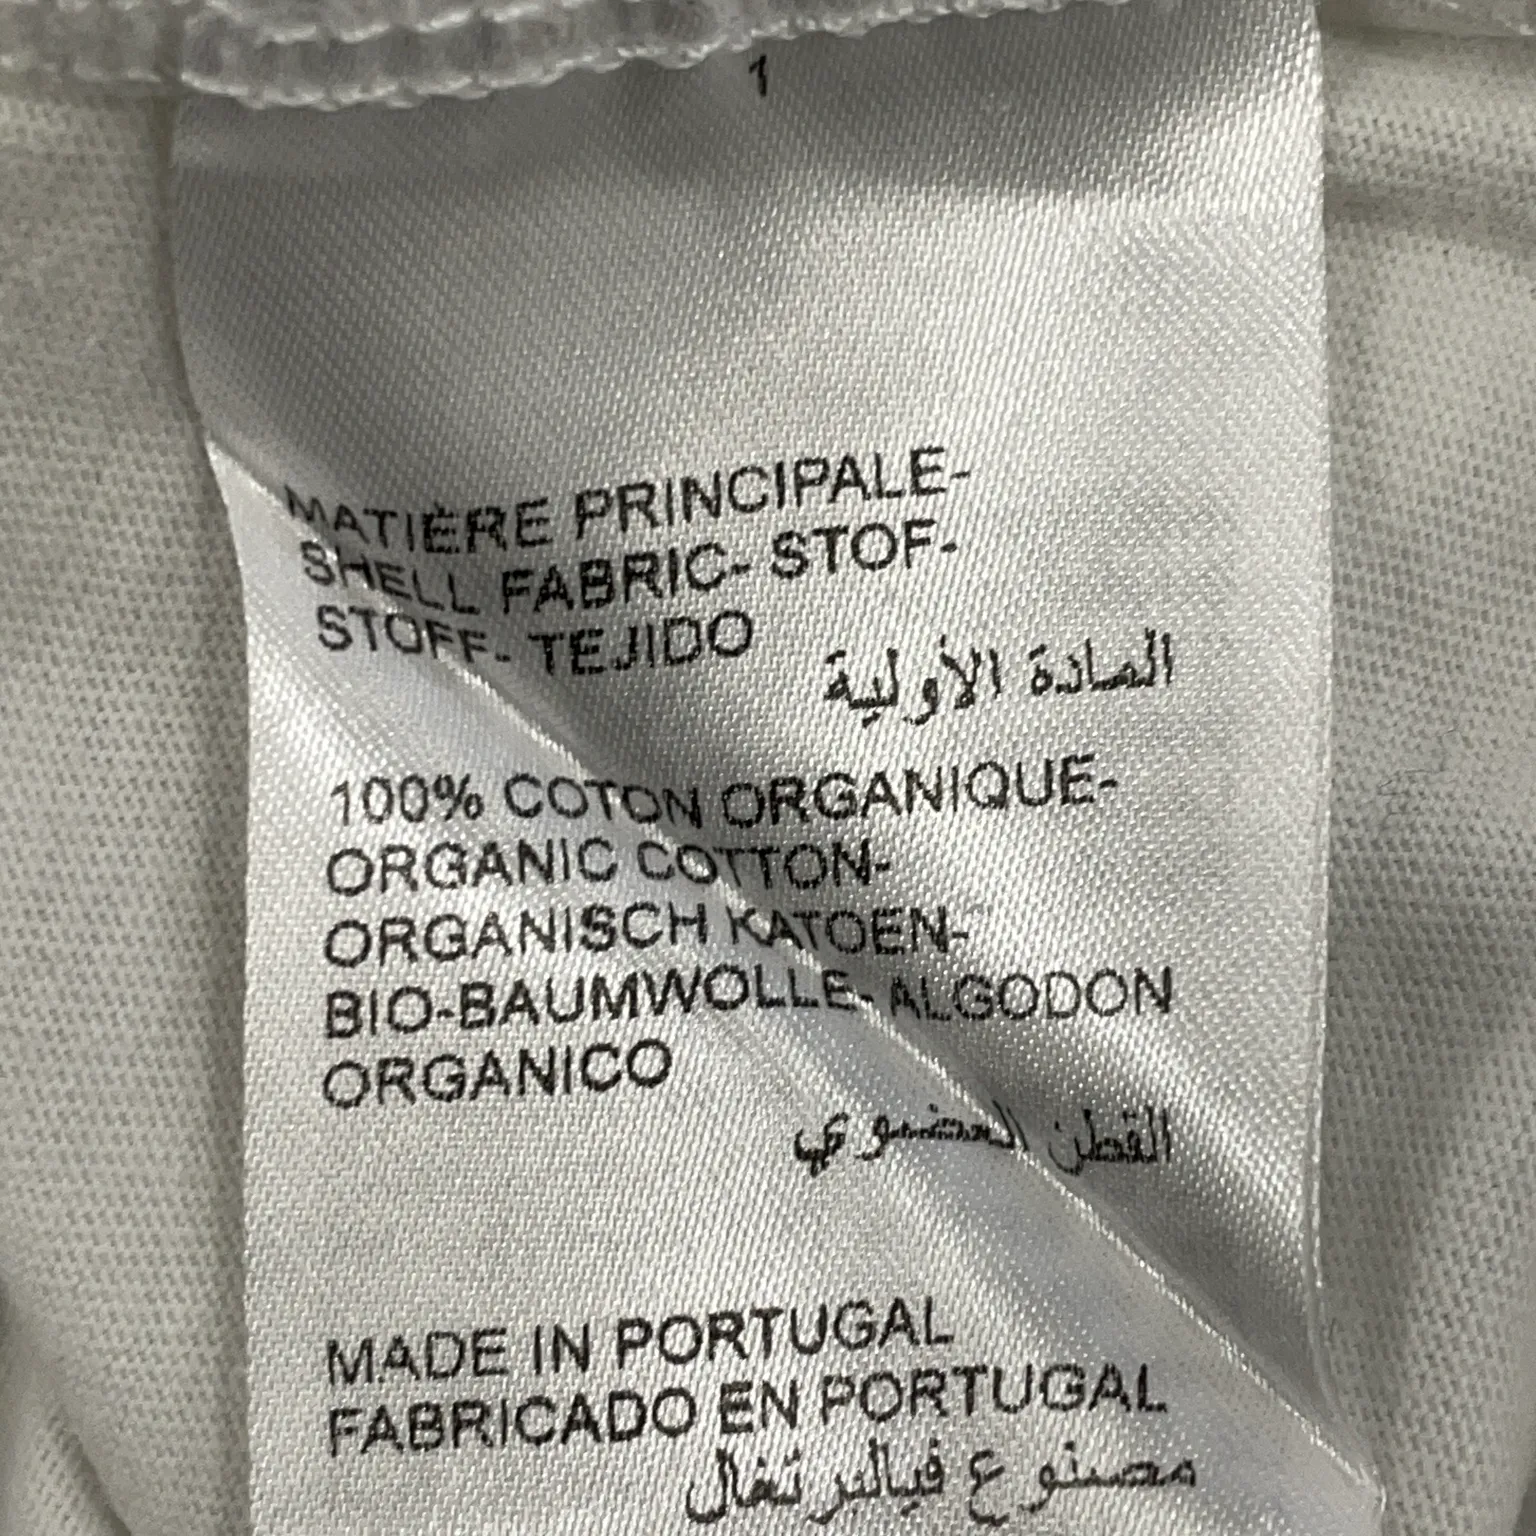 1
MATIÈRE PRINCIPALE-
SHELL FABRIC- STOF-
STOFF- TEJIDO
المادة الأولية
100% COTON ORGANIQUE-
ORGANIC COTTON-
ORGANISCH KATOEN-
BIO-BAUMWOLLE- ALGODON
ORGANICO
القطن العضوي
MADE IN PORTUGAL
FABRICADO EN PORTUGAL
مصنوع فيالبرتغال